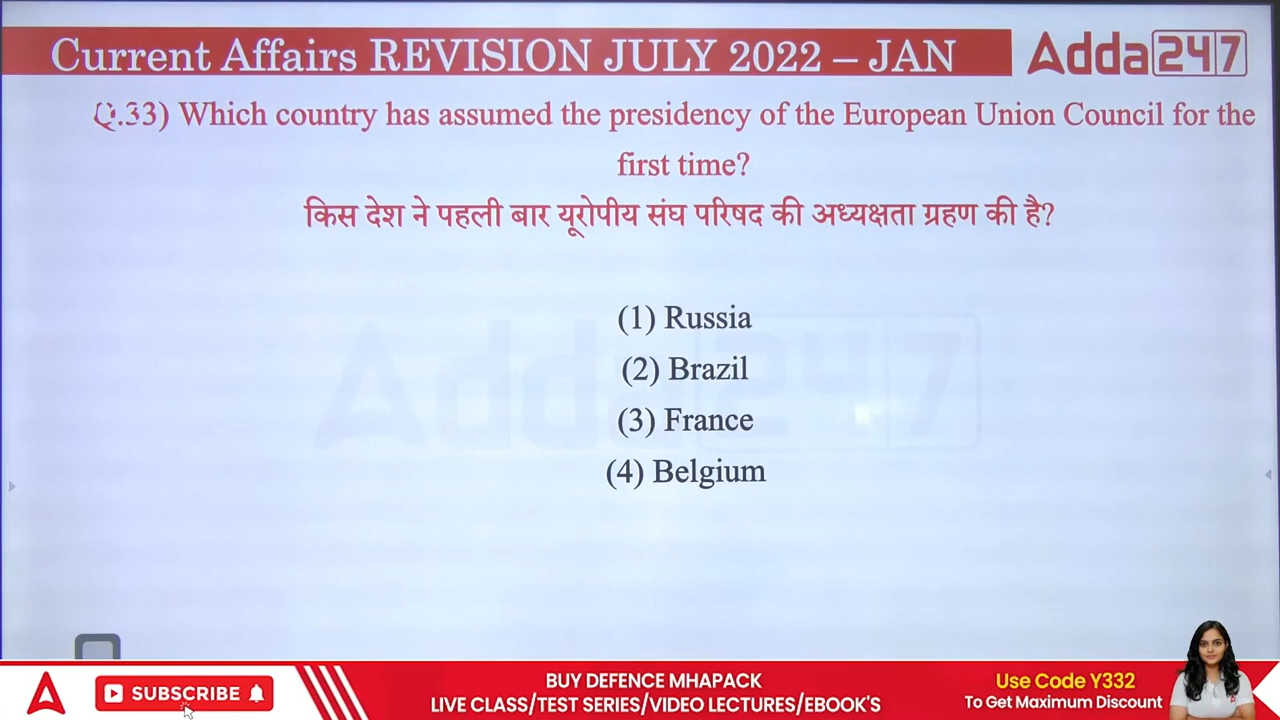 Current Affairs REVISION JULY 2022 – JAN
Adda247
Q.33) Which country has assumed the presidency of the European Union Council for the
first time?
किस देश ने पहली बार यूरोपीय संघ परिषद की अध्यक्षता ग्रहण की है?
Adda247
(1) Russia
(2) Brazil
(3) France
(4) Belgium
SUBSCRIBE
BUY DEFENCE MHAPACK
LIVE CLASS/TEST SERIES/VIDEO LECTURES/EBOOK'S
Use Code Y332
To Get Maximum Discount